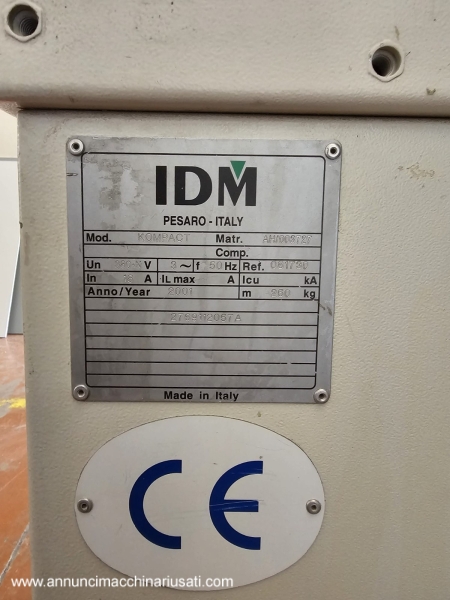 IDM
PESARO - ITALY
Mod. KOMPACT Matr.
Comp.
Un V 3~ f 50 Hz Ref.
In A IL max A Icu kA
Anno/Year 2001 m kg
Made in Italy
CE
www.annuncimacchinariusati.com